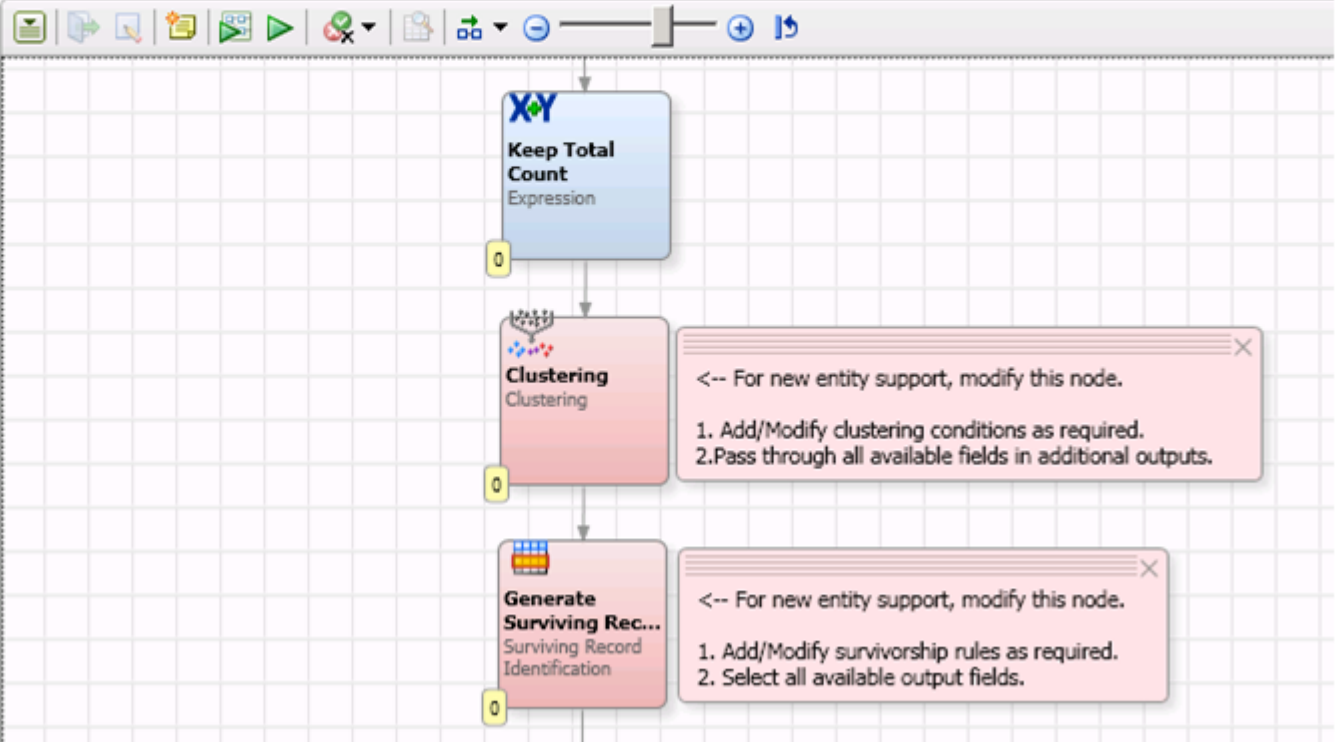 X+Y
Keep Total
Count
Expression
0
Clustering
Clustering
0
<-- For new entity support, modify this node.
1. Add/Modify clustering conditions as required.
2.Pass through all available fields in additional outputs.
Generate
Surviving Rec...
Surviving Record
Identification
0
<-- For new entity support, modify this node.
1. Add/Modify survivorship rules as required.
2. Select all available output fields.